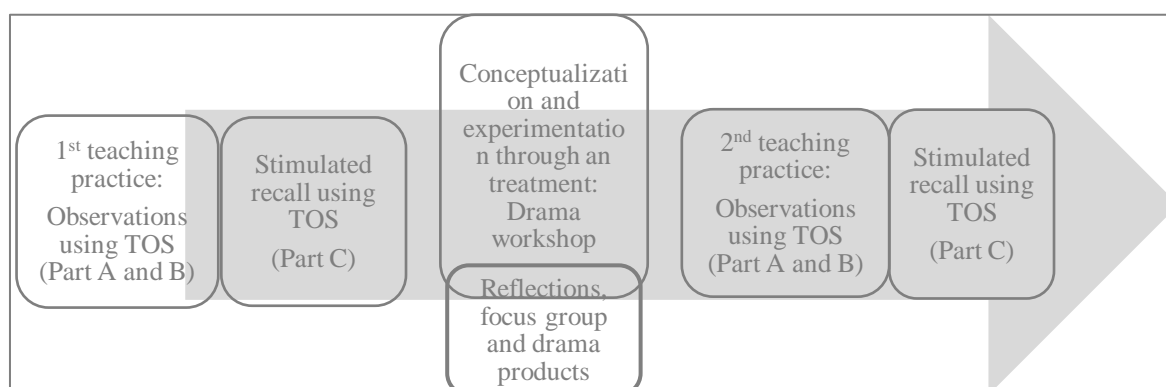 1st teaching
practice:
Observations
using TOS
(Part A and B)
Stimulated
recall using
TOS
(Part C)
Conceptualizati
on and
experimentatio
n through an
treatment:
Drama
workshop
Reflections,
focus group
and drama
products
2nd teaching
practice:
Observations
using TOS
(Part A and B)
Stimulated
recall using
TOS
(Part C)